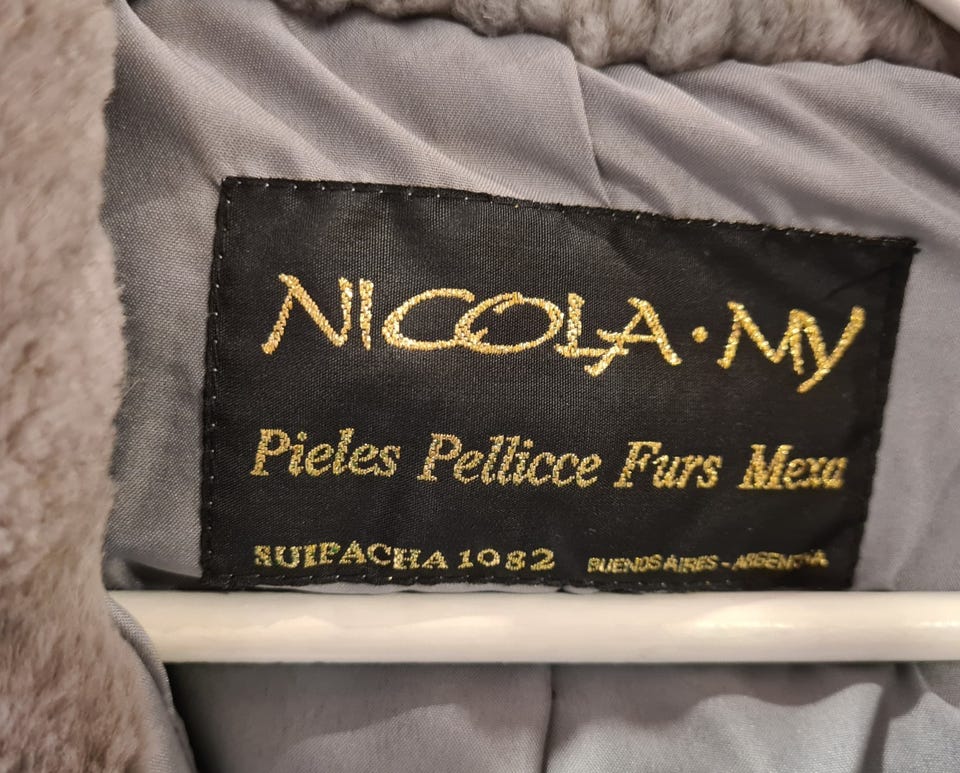 NICOLA·MY
Pieles Pellicce Furs Mexa
SUIPACHA 1082 BUENOS AIRES - ARGENTINA